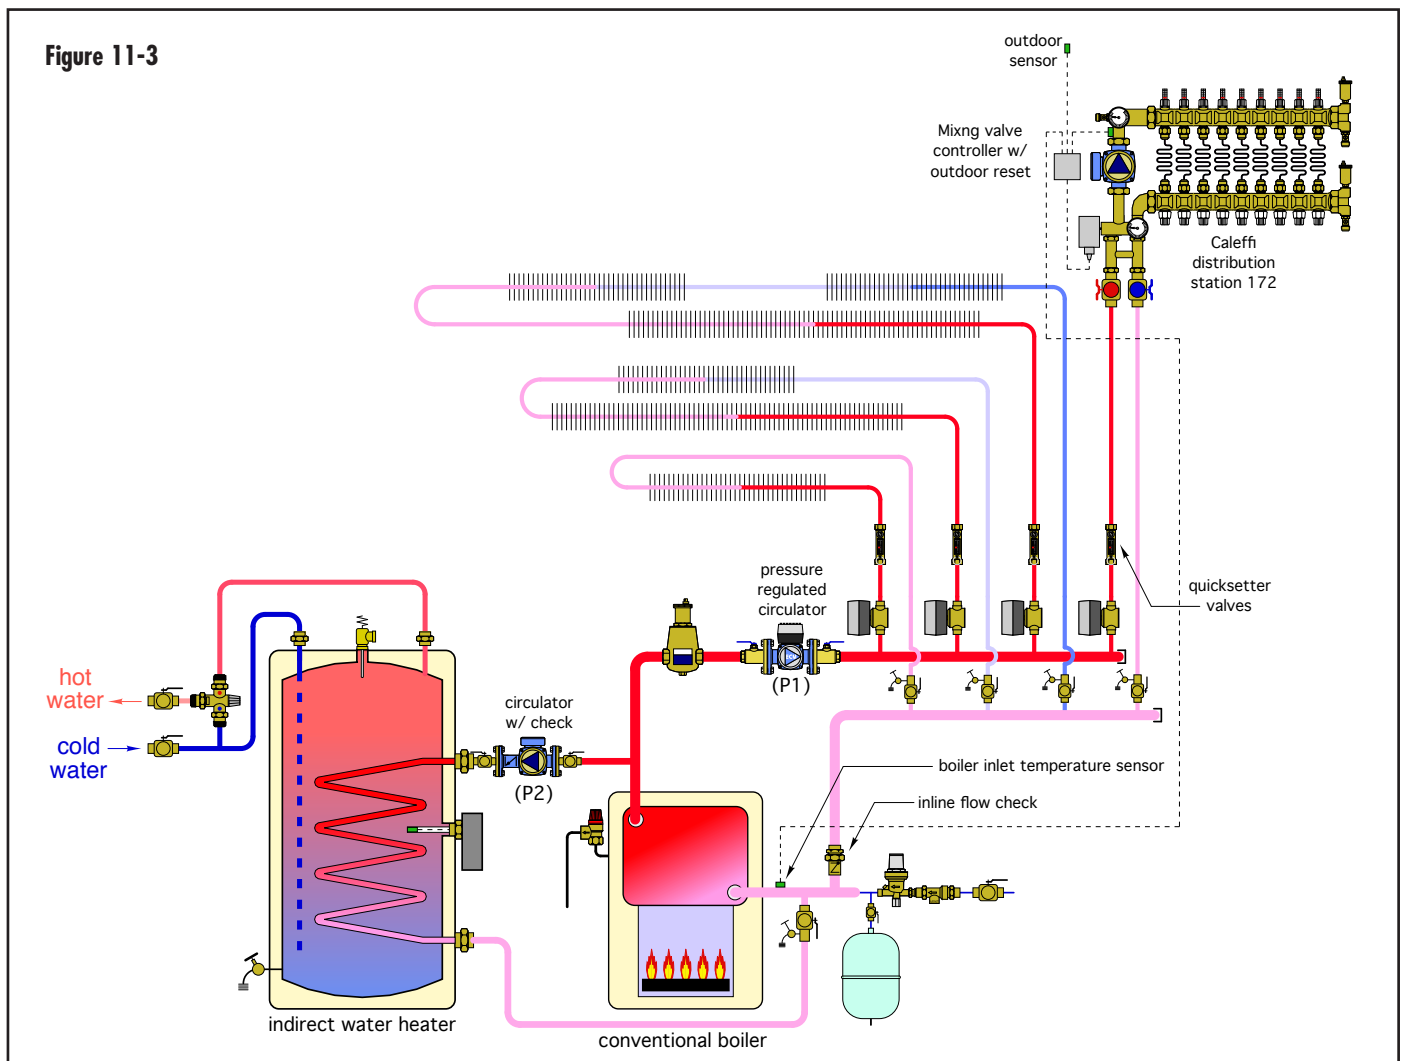 Figure 11-3
outdoor
sensor
Mixng valve
controller w/
outdoor reset
Caleffi
distribution
station 172
pressure
regulated
circulator
(P1)
quicksetter
valves
hot
water
cold
water
circulator
w/ check
(P2)
boiler inlet temperature sensor
inline flow check
indirect water heater
conventional boiler